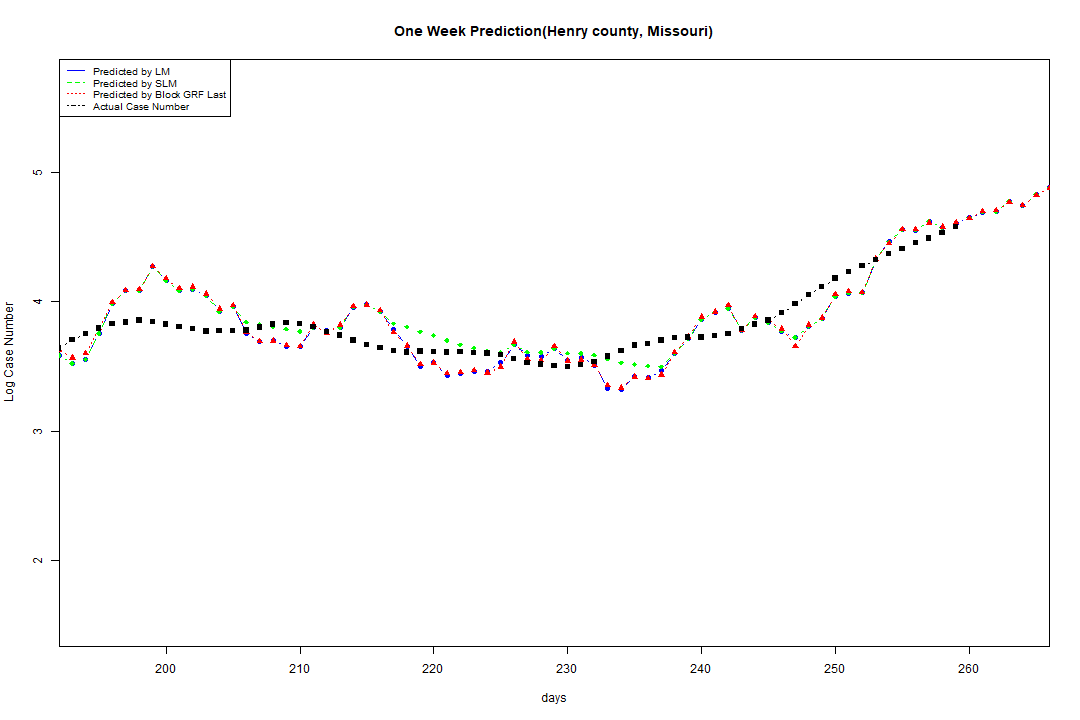 One Week Prediction(Henry county, Missouri)
Predicted by LM
Predicted by SLM
Predicted by Block GRF Last
Actual Case Number
Log Case Number
5
4
3
2
200 210 220 230 240 250 260
days